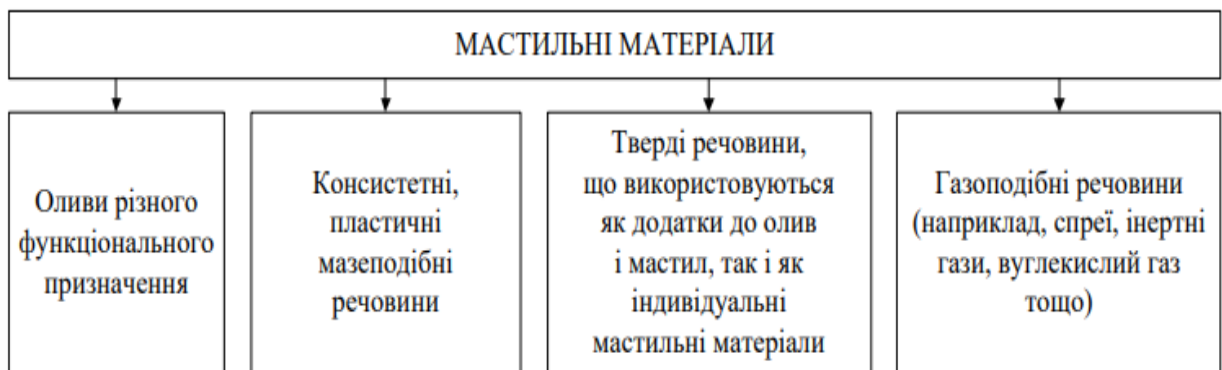 МАСТИЛЬНІ МАТЕРІАЛИ
Оливи різного
функціонального
призначення
Консистетні,
пластичні
мазеподібні
речовини
Тверді речовини,
що використовуються
як додатки до олив
і мастил, так і як
індивідуальні
мастильні матеріали
Газоподібні речовини
(наприклад, спреї, інертні
гази, вуглекислий газ
тощо)